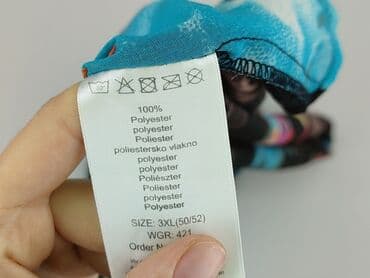 100%
Polyester
polyester
Poliester
poliestersko vlakno
polyester
polyester
Poliészter
Poliester
polyester
Polyester
SIZE: 3XL(50/52)
WGR: 421
Order N